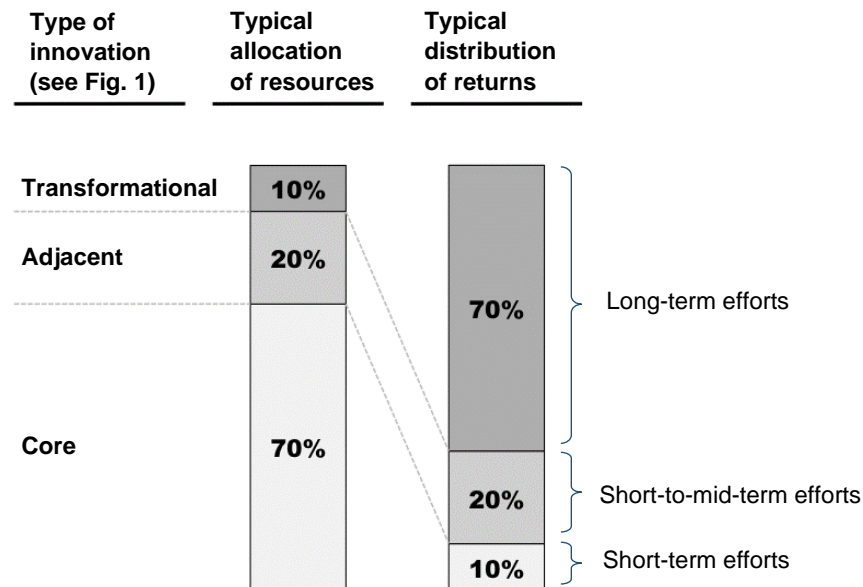 Type of
innovation
(see Fig. 1)
Typical
allocation
of resources
Typical
distribution
of returns
Transformational
10%
Adjacent
20%
Core
70%
70%
Long-term efforts
20%
Short-to-mid-term efforts
10%
Short-term efforts